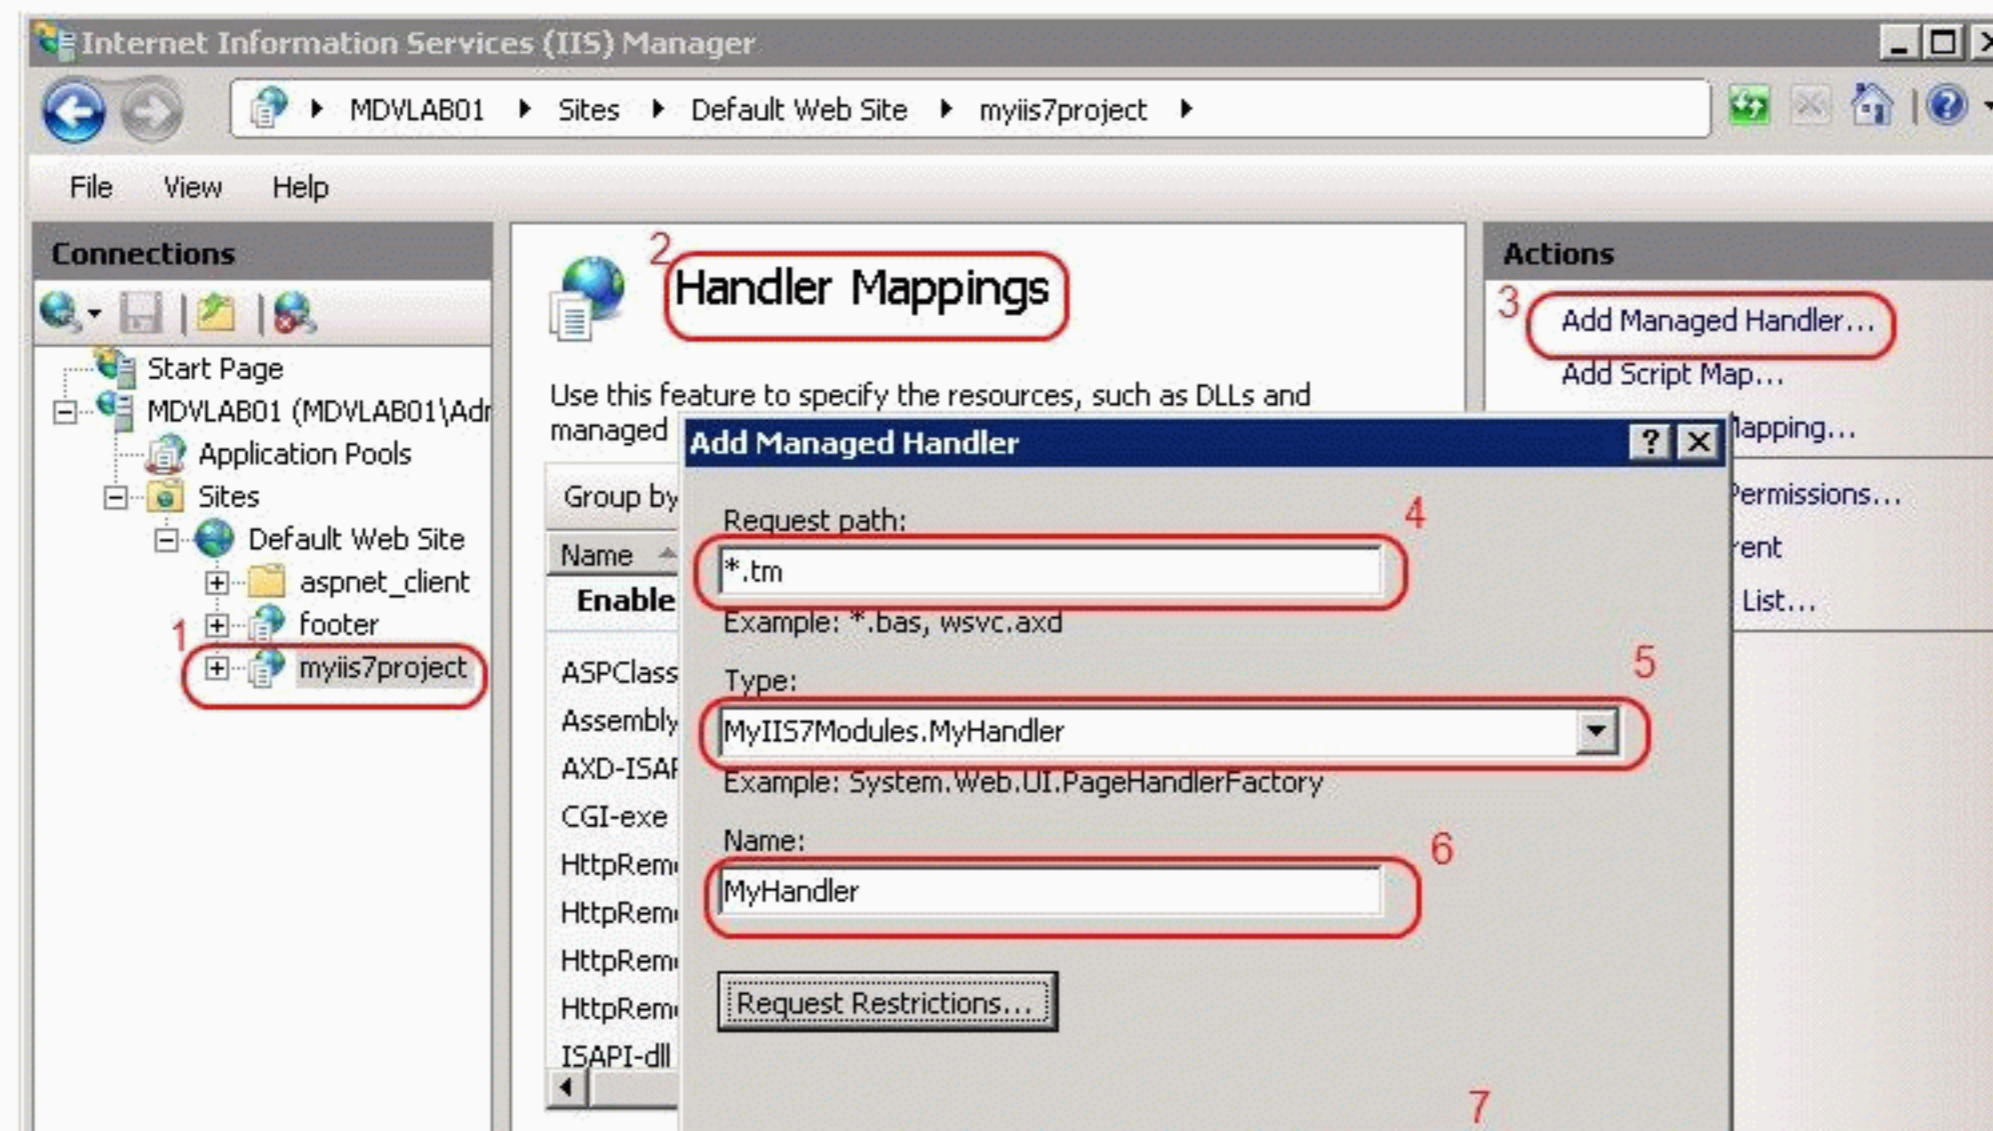 Internet Information Services (IIS) Manager
MDVLAB01 Sites Default Web Site myiis7project
File View Help
Connections
Start Page
MDVLAB01 (MDVLAB01\Adr
Application Pools
Sites
Default Web Site
aspnet_client
footer
1
myiis7project
2
Handler Mappings
Use this feature to specify the resources, such as DLLs and
managed
Group by
Name
Enable
ASPClass
Assembly
AXD-ISAP
CGI-exe
HttpRem
HttpRem
HttpRem
HttpRem
ISAPI-dll
Actions
3
Add Managed Handler...
Add Script Map...
Mapping...
Permissions...
rent
List...
Add Managed Handler
?
Request path:
4
*.tm
Example: *.bas, wsvc.axd
Type:
5
MyIIS7Modules.MyHandler
Example: System.Web.UI.PageHandlerFactory
Name:
6
MyHandler
Request Restrictions...
7